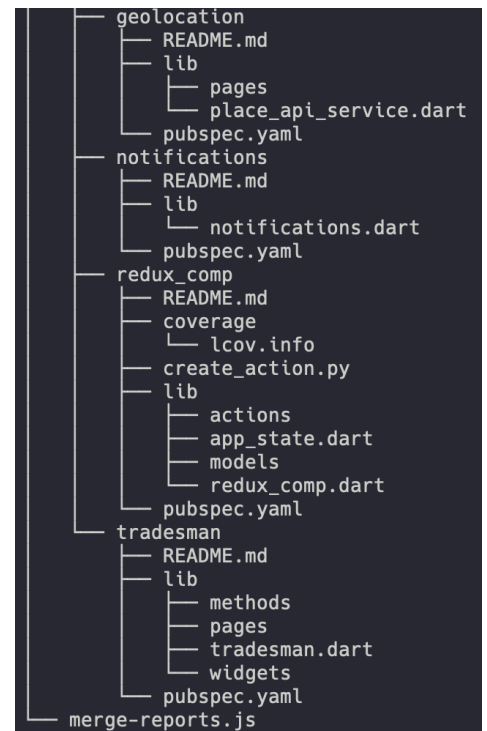 geolocation
README.md
lib
pages
place_api_service.dart
pubspec.yaml
notifications
README.md
lib
notifications.dart
pubspec.yaml
redux_comp
README.md
coverage
lcov.info
create_action.py
lib
actions
app_state.dart
models
redux_comp.dart
pubspec.yaml
tradesman
README.md
lib
methods
pages
tradesman.dart
widgets
pubspec.yaml
merge-reports.js